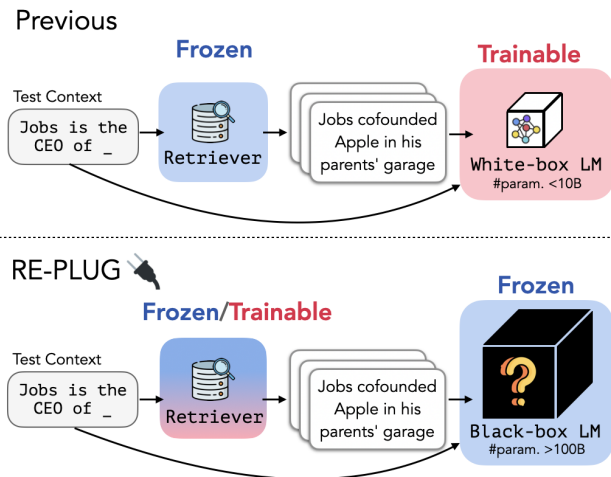 Previous
Frozen
Trainable
Test Context
Jobs is the
CEO of _
Retriever
Jobs cofounded
Apple in his
parents' garage
White-box LM
#param. <10B
RE-PLUG
Frozen/Trainable
Frozen
Test Context
Jobs is the
CEO of _
Retriever
Jobs cofounded
Apple in his
parents' garage
?
Black-box LM
#param. >100B